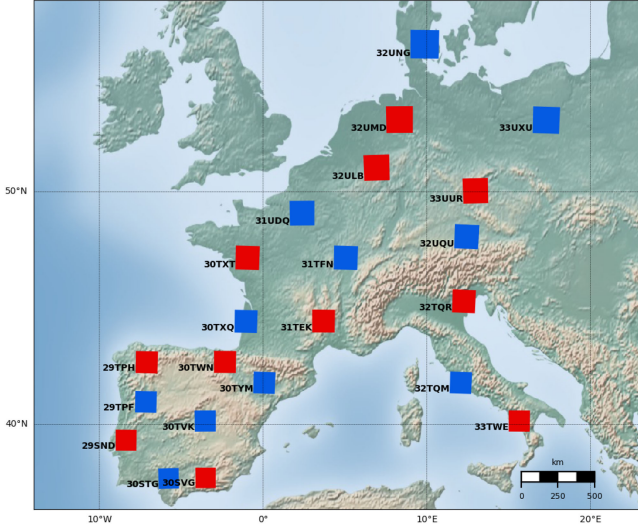 32UNG
32UMD
33UXU
32ULB
50°N
33UUR
31UDQ
32UQU
30TXT
31TFN
32TQR
30TXQ
31TEK
29TPH
30TWN
30TYM
32TQM
29TPF
40°N
30TVK
33TWE
29SND
30STG
30SVG
km
0
250
500
10°W
0°
10°E
20°E